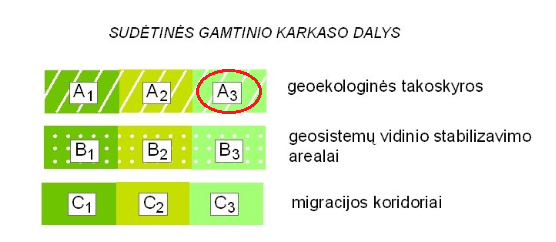 SUDĖTINĖS GAMTINIO KARKASO DALYS
A1 A2 A3 geoekologinės takoskyros
B1 B2 B3 geosistemų vidinio stabilizavimo
arealai
C1 C2 C3 migracijos koridoriai